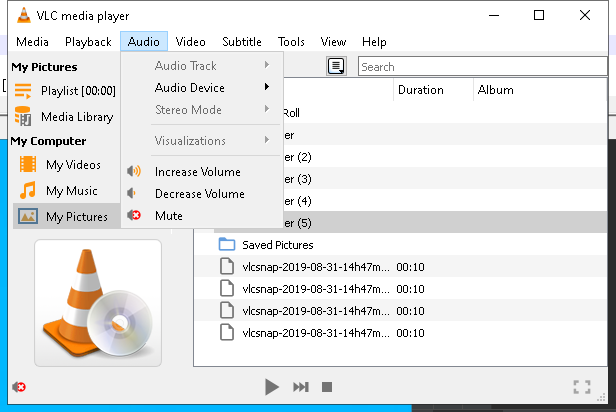 VLC media player
Media Playback Audio Video Subtitle Tools View Help
My Pictures
Playlist [00:00]
Media Library
My Computer
My Videos
My Music
My Pictures
Audio Track
Audio Device
Stereo Mode
Visualizations
Increase Volume
Decrease Volume
Mute
Search
Duration Album
Roll
er
er (2)
er (3)
er (4)
er (5)
Saved Pictures
vlcsnap-2019-08-31-14h47m... 00:10
vlcsnap-2019-08-31-14h47m... 00:10
vlcsnap-2019-08-31-14h47m... 00:10
vlcsnap-2019-08-31-14h47m... 00:10